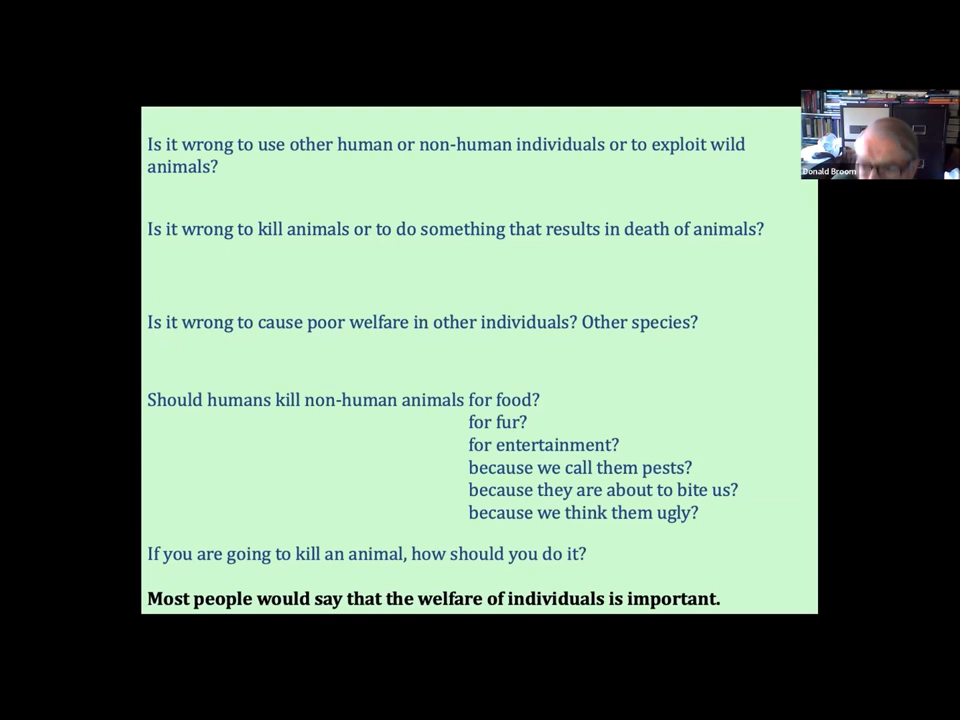 Is it wrong to use other human or non-human individuals or to exploit wild
animals?
Donald Broom
Is it wrong to kill animals or to do something that results in death of animals?
Is it wrong to cause poor welfare in other individuals? Other species?
Should humans kill non-human animals for food?
for fur?
for entertainment?
because we call them pests?
because they are about to bite us?
because we think them ugly?
If you are going to kill an animal, how should you do it?
Most people would say that the welfare of individuals is important.